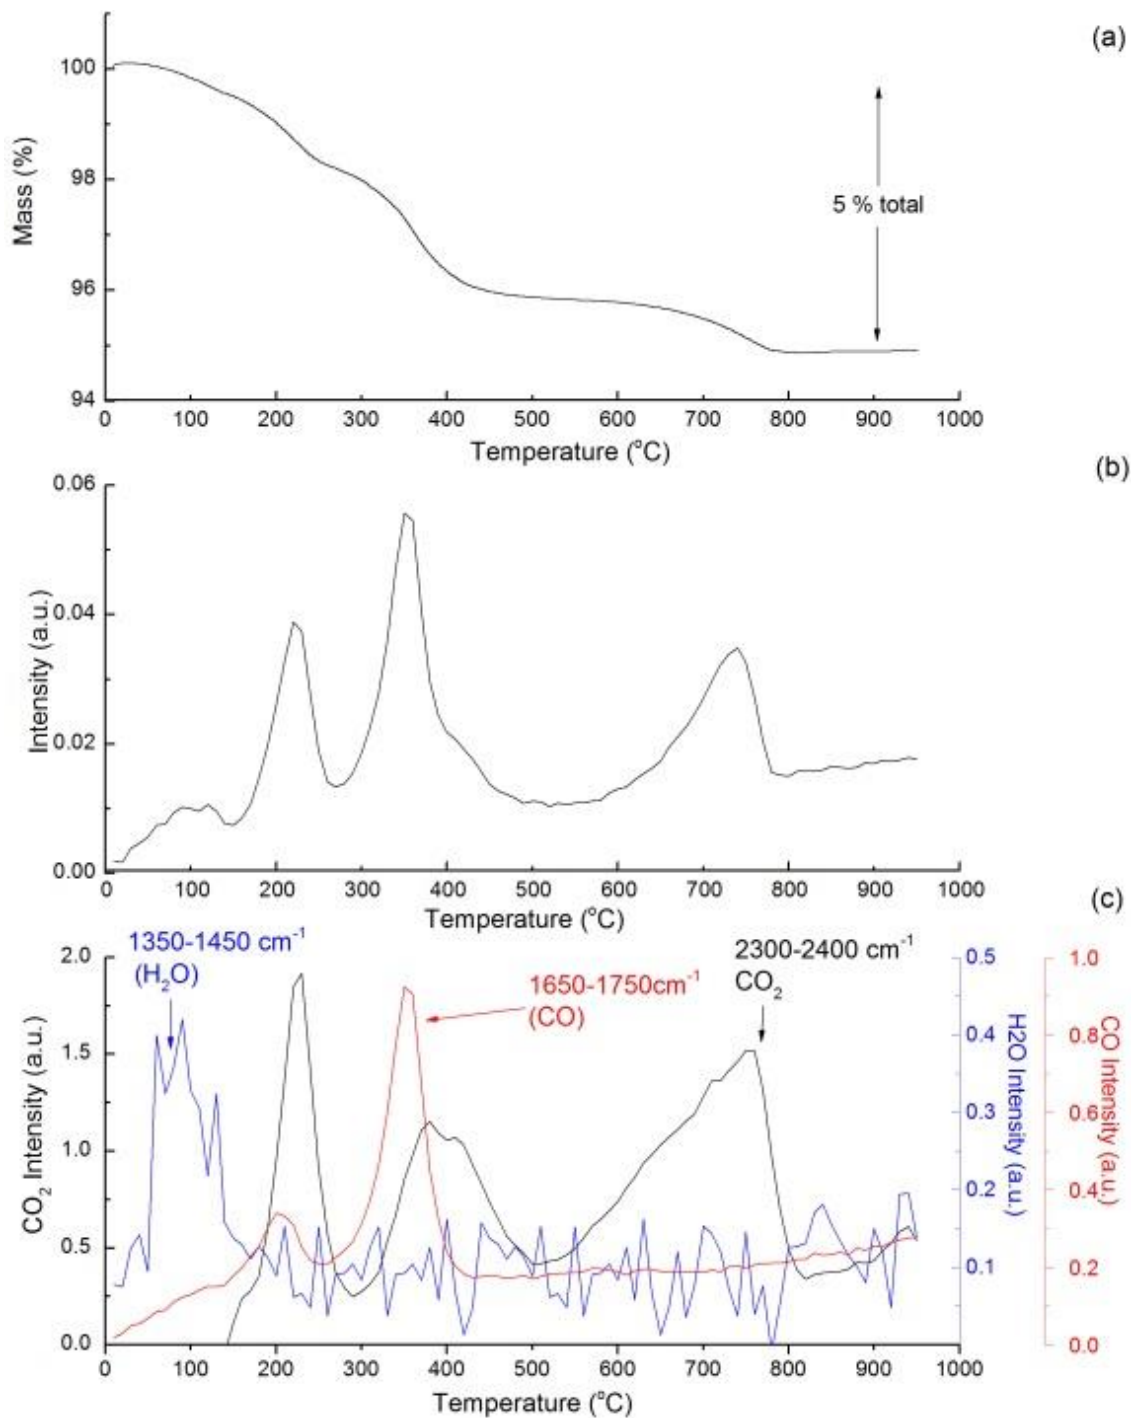 (a)
100
98
96
94
Mass (%)
5 % total
0 100 200 300 400 500 600 700 800 900 1000
Temperature (°C)
(b)
0.06
0.04
0.02
0.00
Intensity (a.u.)
0 100 200 300 400 500 600 700 800 900 1000
Temperature (°C)
(c)
1350-1450 cm⁻¹
(H₂O)
1650-1750cm⁻¹
(CO)
2300-2400 cm⁻¹
CO₂
2.0
1.5
1.0
0.5
0.0
CO₂ Intensity (a.u.)
0.5
0.4
0.3
0.2
0.1
H2O Intensity (a.u.)
1.0
0.8
0.6
0.4
0.2
0.0
CO Intensity (a.u.)
0 100 200 300 400 500 600 700 800 900 1000
Temperature (°C)